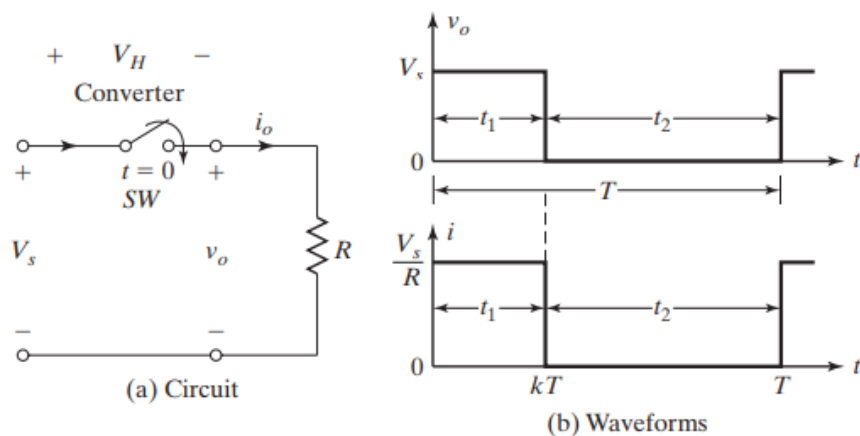 + V_H −
Converter
i_o
+ t = 0 +
SW
V_s v_o R
− −
(a) Circuit
v_o
V_s
t_1 t_2
0 t
T
i
V_s
R
t_1 t_2
0 t
kT T
(b) Waveforms